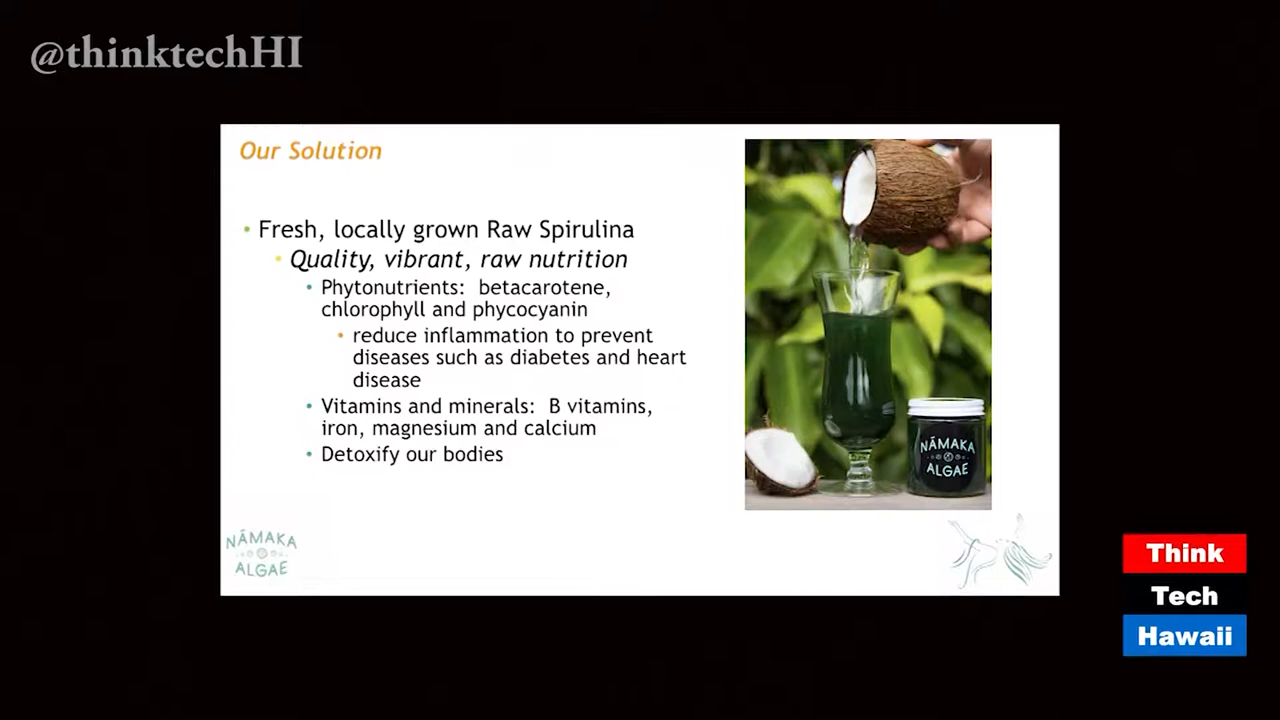 @thinktechHI
Our Solution
• Fresh, locally grown Raw Spirulina
• Quality, vibrant, raw nutrition
• Phytonutrients: betacarotene,
chlorophyll and phycocyanin
• reduce inflammation to prevent
diseases such as diabetes and heart
disease
• Vitamins and minerals: B vitamins,
iron, magnesium and calcium
• Detoxify our bodies
NĀMAKA
ALGAE
NĀMAKA
ALGAE
Think
Tech
Hawaii